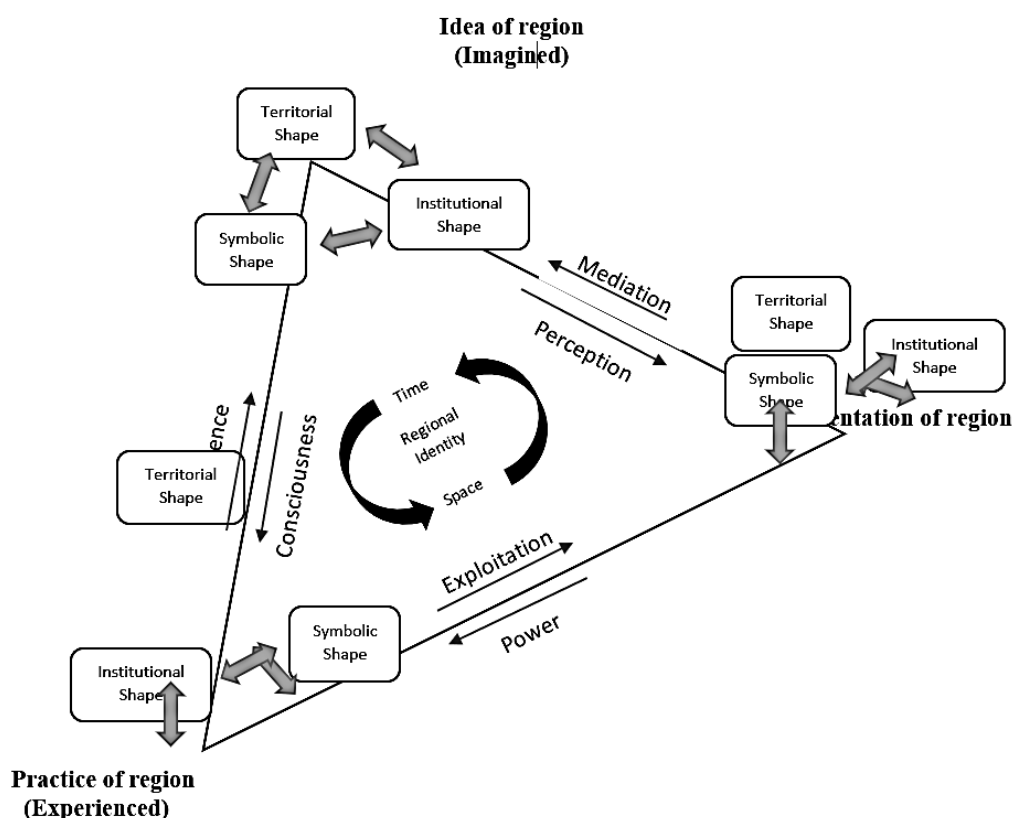 Idea of region
(Imagined)
Territorial
Shape
Institutional
Shape
Symbolic
Shape
Mediation
Perception
Territorial
Shape
Institutional
Shape
Symbolic
Shape
entation of region
Time
Regional
Identity
Space
ence
Consciousness
Territorial
Shape
Exploitation
Power
Symbolic
Shape
Institutional
Shape
Practice of region
(Experienced)